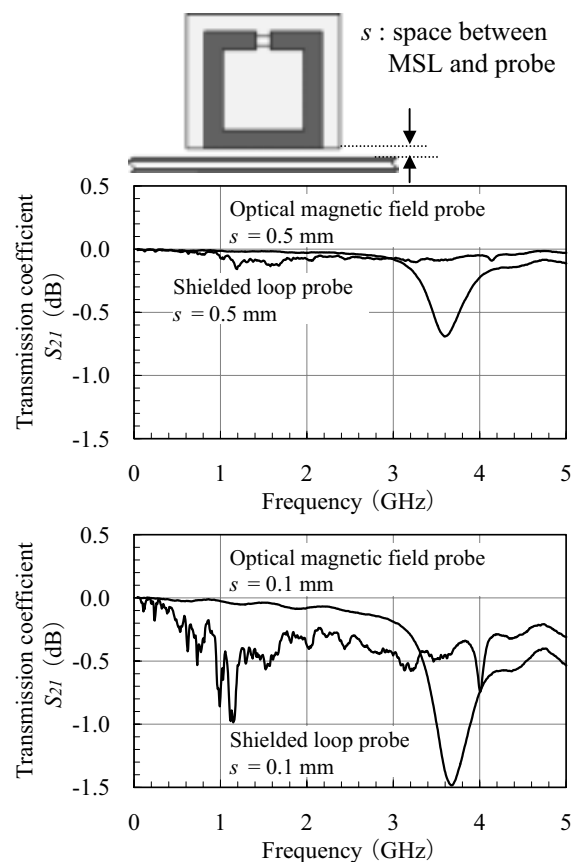 s : space between
MSL and probe
0.5
0.0
-0.5
-1.0
-1.5
Transmission coefficient
S21 (dB)
Optical magnetic field probe
s = 0.5 mm
Shielded loop probe
s = 0.5 mm
0 1 2 3 4 5
Frequency (GHz)
0.5
0.0
-0.5
-1.0
-1.5
Transmission coefficient
S21 (dB)
Optical magnetic field probe
s = 0.1 mm
Shielded loop probe
s = 0.1 mm
0 1 2 3 4 5
Frequency (GHz)